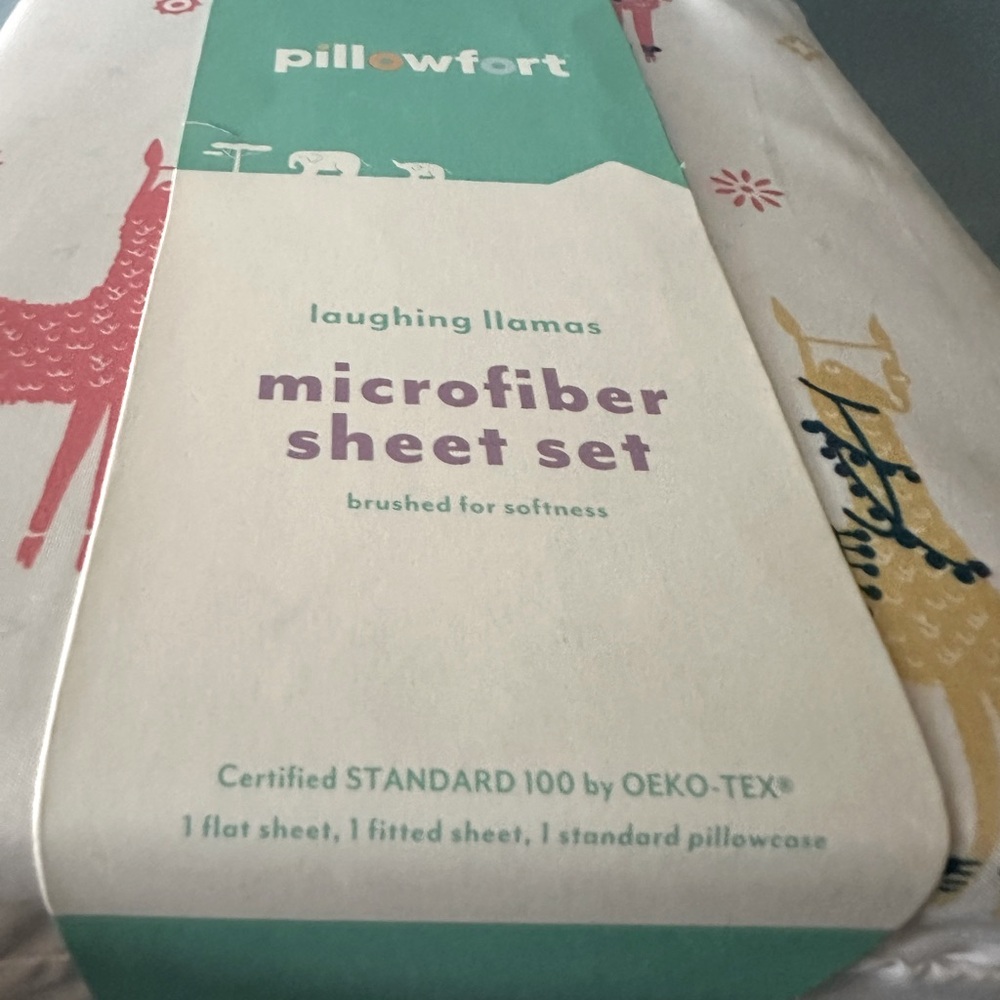 pillowfort
laughing llamas
microfiber
sheet set
brushed for softness
Certified STANDARD 100 by OEKO-TEX®
1 flat sheet, 1 fitted sheet, 1 standard pillowcase